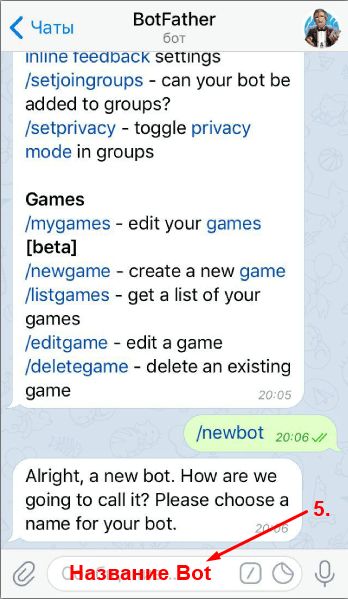 Чаты
BotFather
бот
inline feedback settings
/setjoingroups - can your bot be
added to groups?
/setprivacy - toggle privacy
mode in groups
Games
/mygames - edit your games
[beta]
/newgame - create a new game
/listgames - get a list of your
games
/editgame - edit a game
/deletegame - delete an existing
game
20:05
/newbot 20:06
Alright, a new bot. How are we
going to call it? Please choose a
name for your bot.
20:06
5.
Название Bot